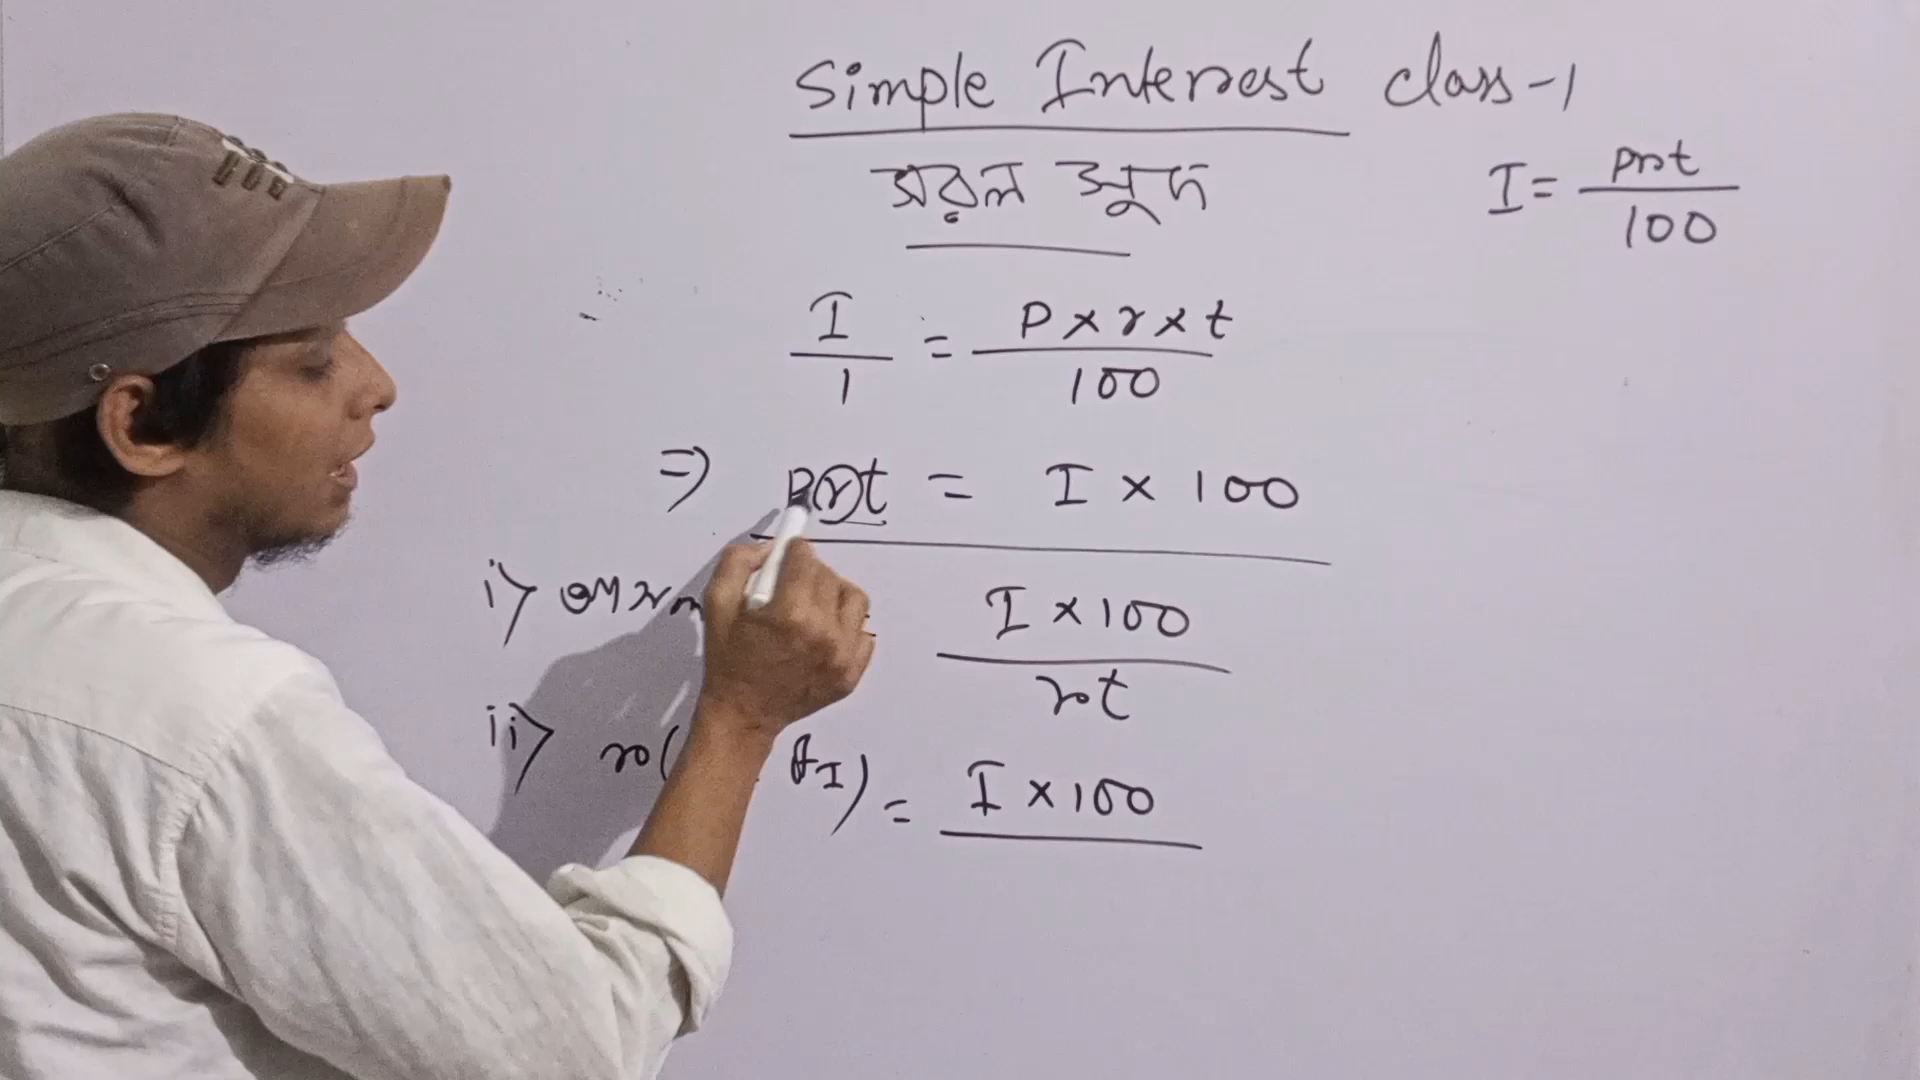 Simple Interest class-1
সরল সুদ
I = prt / 100
I / 1 = P × r × t / 100
⇒ prt = I × 100
i) = I × 100 / rt
ii) r( = I × 100